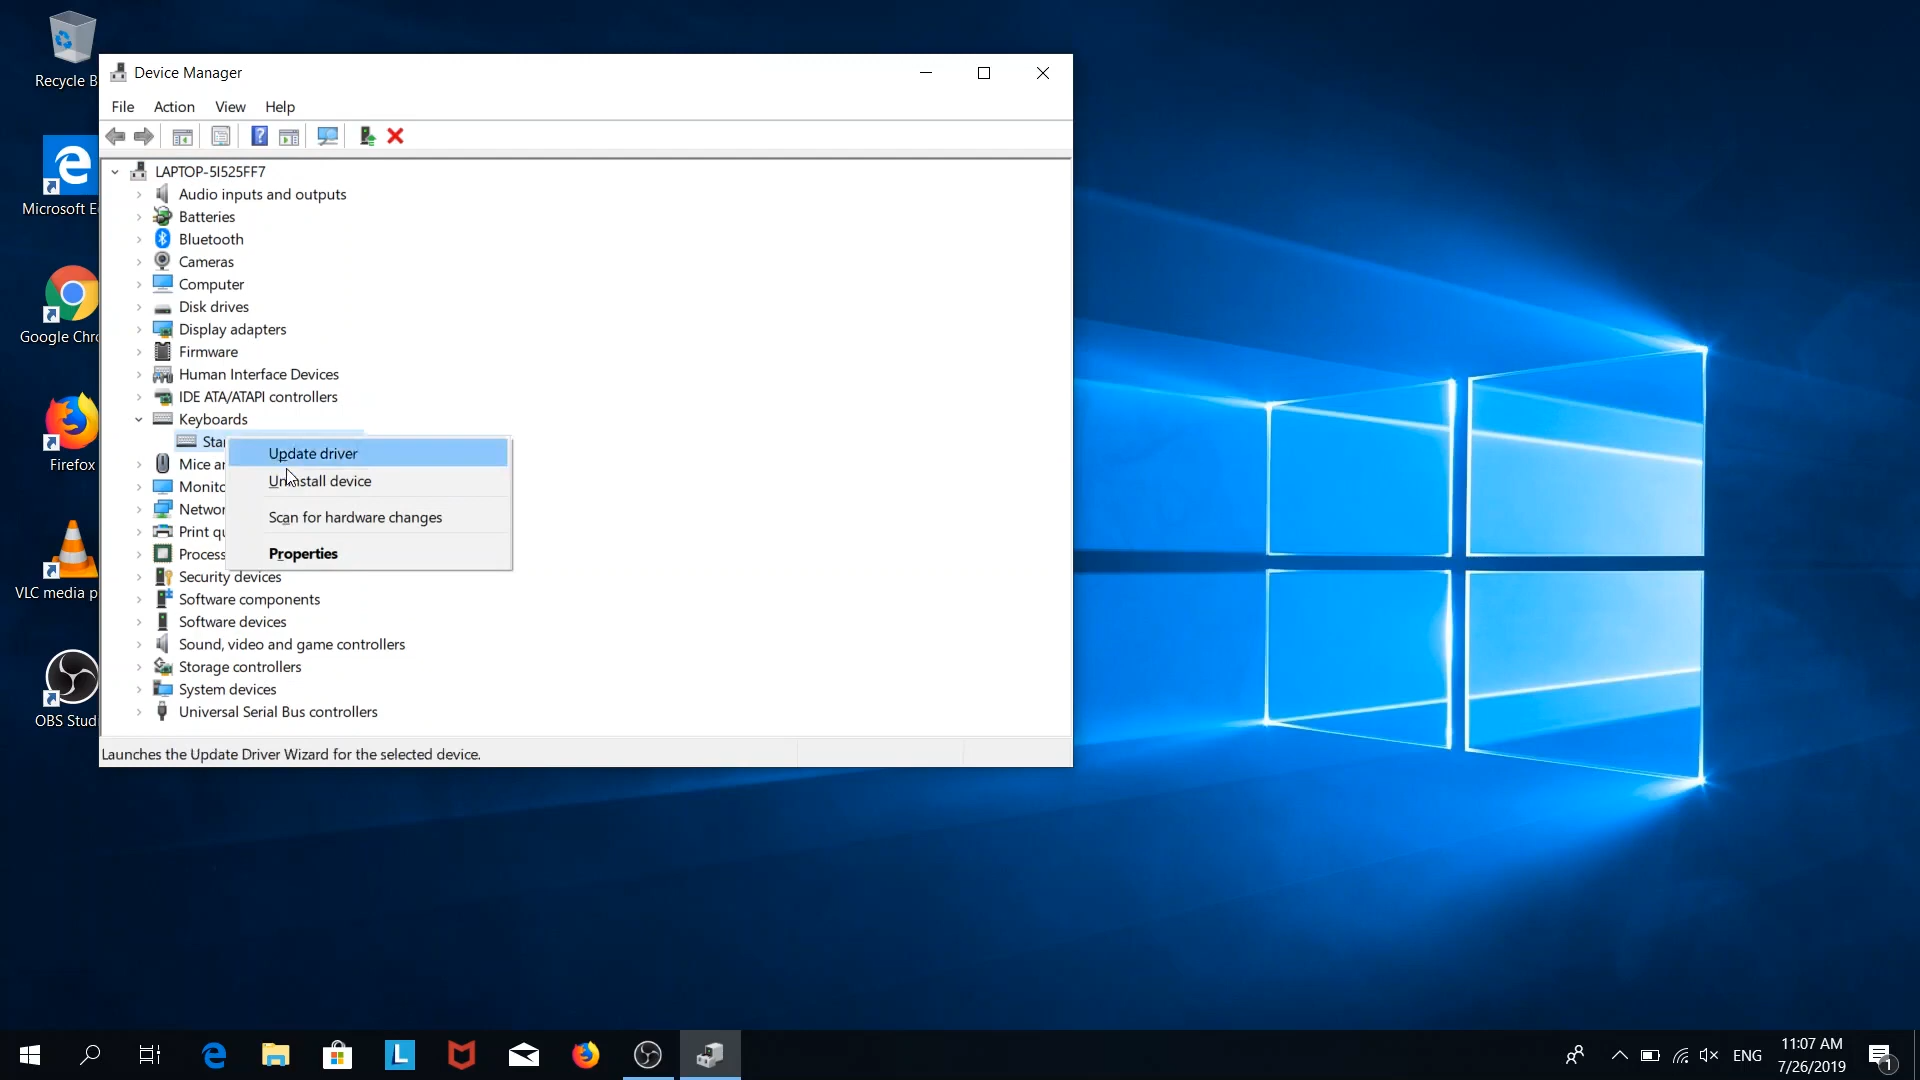 Recycle B
Device Manager
File Action View Help
LAPTOP-5I525FF7
Audio inputs and outputs
Batteries
Bluetooth
Microsoft E
Cameras
Computer
Disk drives
Display adapters
Google Chro
Firmware
Human Interface Devices
IDE ATA/ATAPI controllers
Keyboards
Star
Update driver
Mice ar
Firefox
Uninstall device
Monito
Networ
Scan for hardware changes
Print qu
Process
Properties
Security devices
VLC media p
Software components
Software devices
Sound, video and game controllers
Storage controllers
System devices
Universal Serial Bus controllers
OBS Stud
Launches the Update Driver Wizard for the selected device.
L
ENG
11:07 AM
7/26/2019
1